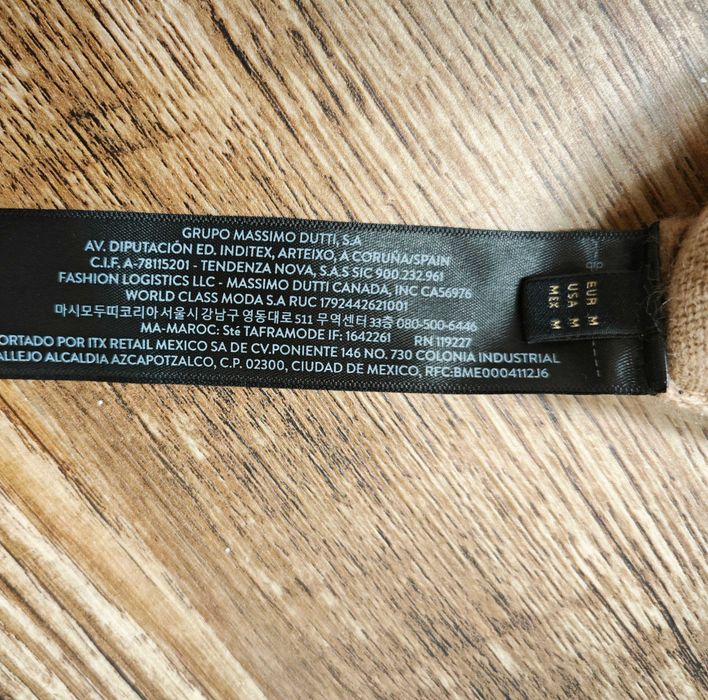 GRUPO MASSIMO DUTTI, S.A
AV. DIPUTACIÓN ED. INDITEX, ARTEIXO, A CORUÑA/SPAIN
C.I.F. A-78115201 - TENDENZA NOVA, S.A.S SIC 900.232.961
FASHION LOGISTICS LLC - MASSIMO DUTTI CANADA, INC CA56976
WORLD CLASS MODA S.A RUC 1792442621001
마시모두띠코리아 서울시 강남구 영동대로 511 무역센터 33층 080-500-6446
MA-MAROC: Sté TAFRAMODE IF: 1642261 RN 119227
ORTADO POR ITX RETAIL MEXICO SA DE CV.PONIENTE 146 NO. 730 COLONIA INDUSTRIAL
ALLEJO ALCALDIA AZCAPOTZALCO, C.P. 02300, CIUDAD DE MEXICO, RFC:BME0004112J6
EUR M
USA M
MEX M